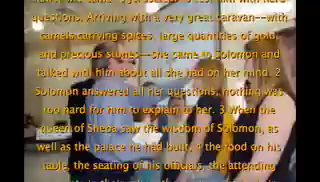 questions. Arriving with a very great caravan--with
camels carrying spices, large quantities of gold,
and precious stones--she came to Solomon and
talked with him about all she had on her mind. 2
Solomon answered all her questions; nothing was
too hard for him to explain to her. 3 When the
queen of Sheba saw the wisdom of Solomon, as
well as the palace he had built, 4 the food on his
table, the seating of his officials, the attending